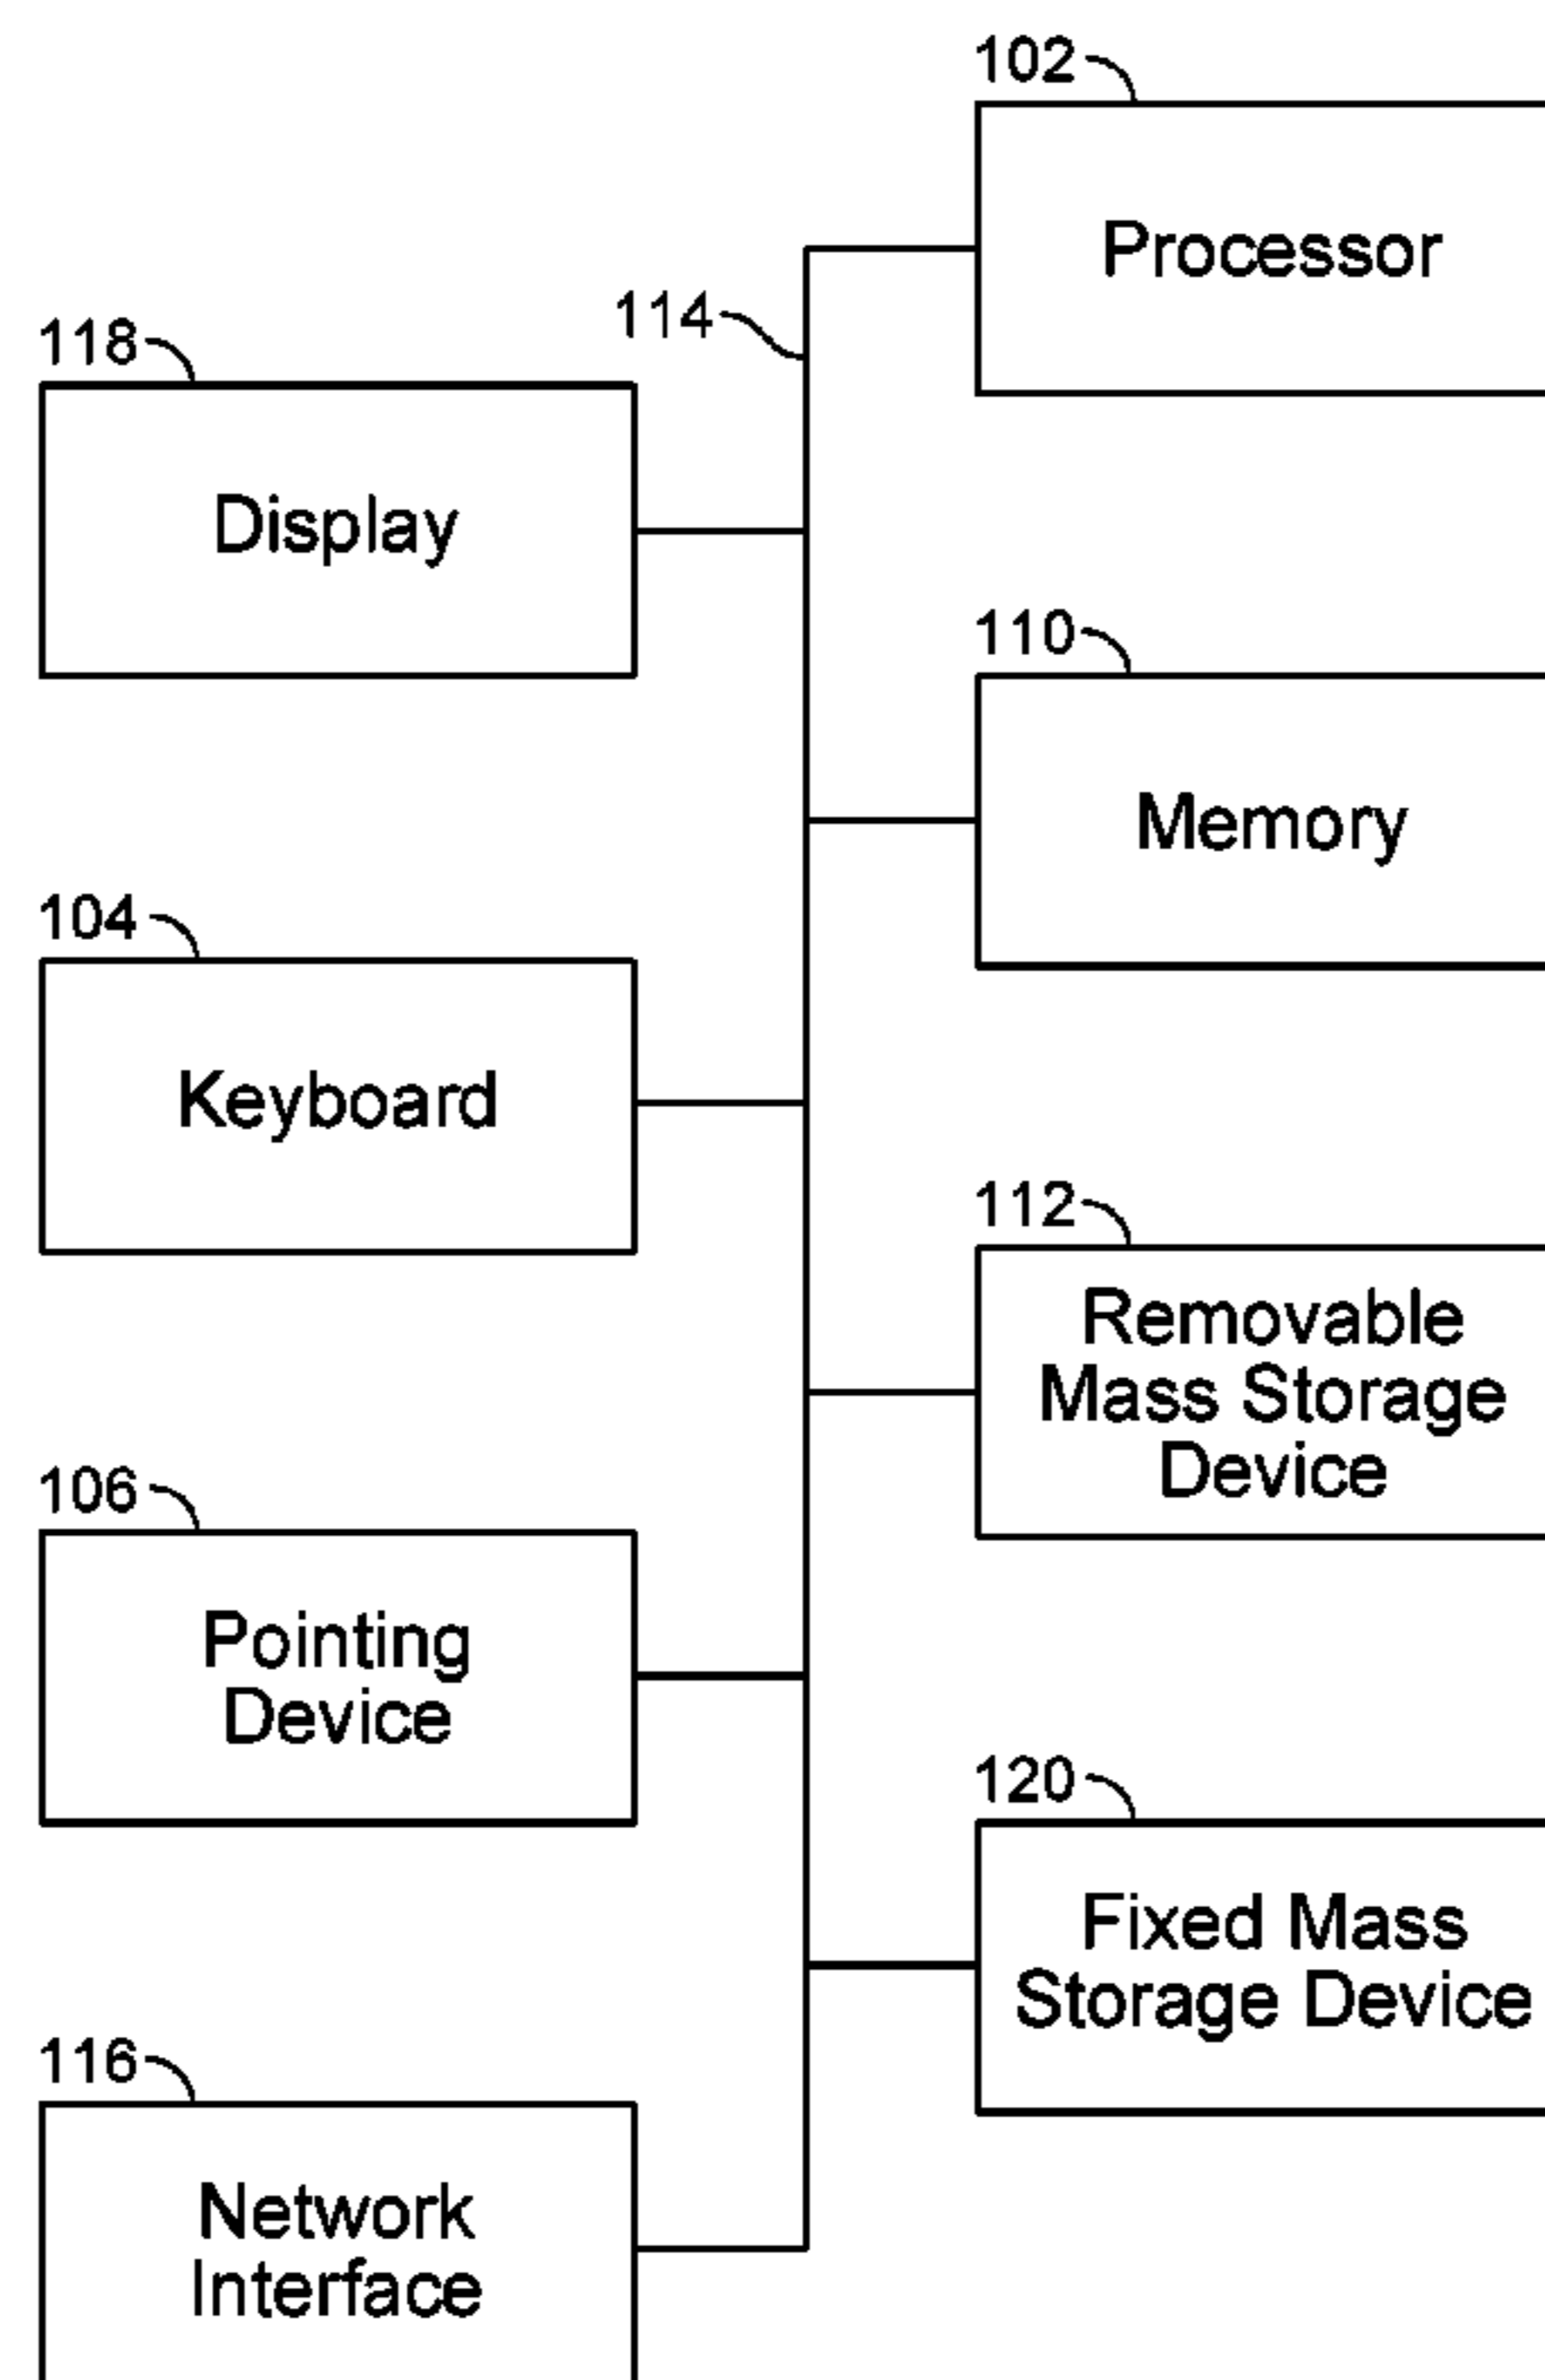 102
Processor
114
118
Display
110
Memory
104
Keyboard
112
Removable
Mass Storage
Device
106
Pointing
Device
120
Fixed Mass
Storage Device
116
Network
Interface